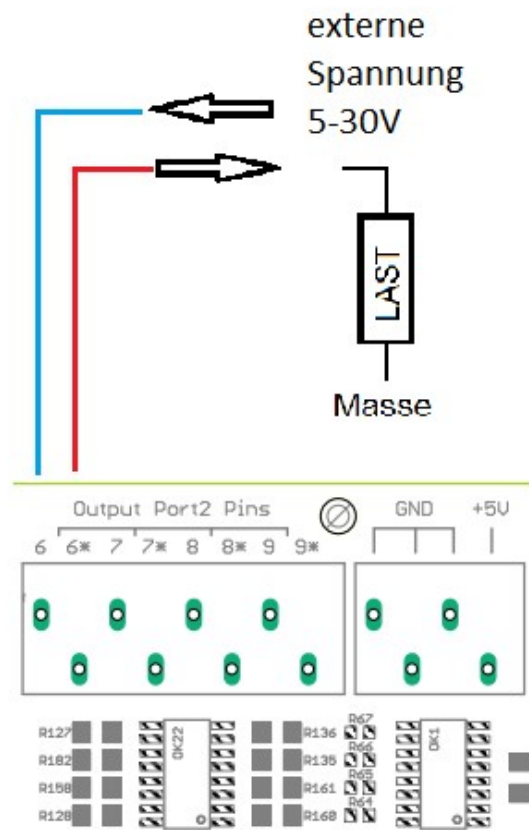 externe
Spannung
5-30V
LAST
Masse
Output Port2 Pins
GND
+5V
6 6* 7 7* 8 8* 9 9*
R127
R182
R158
R128
OK22
R136
R135
R161
R160
R67
R66
R65
R64
OK1